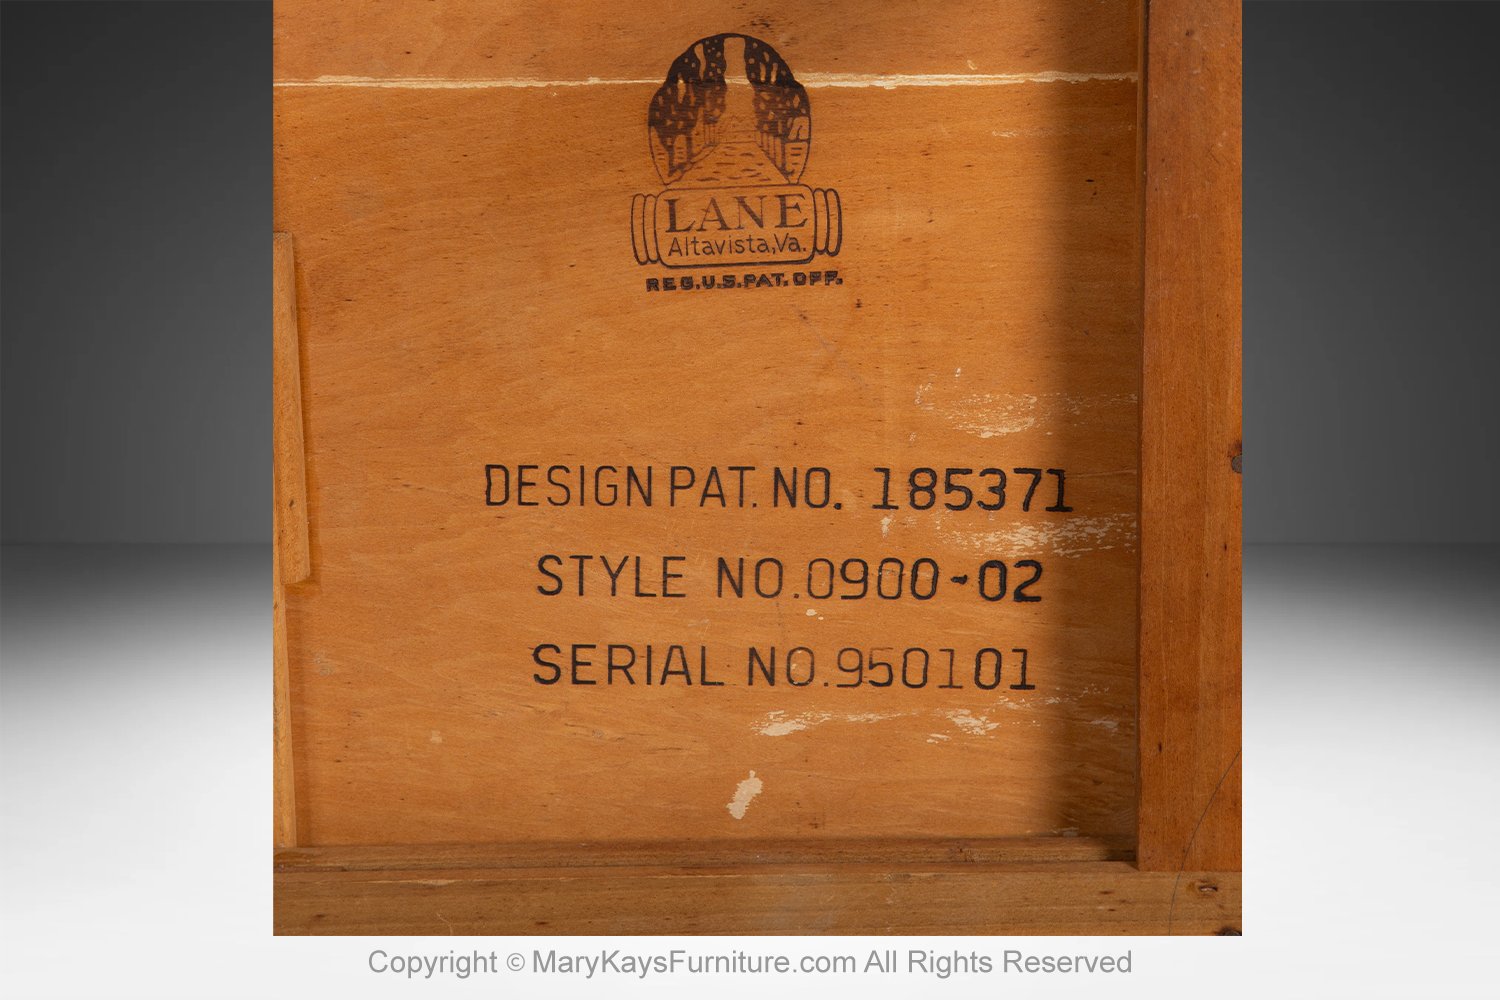 LANE
Altavista, Va.
REG. U.S. PAT. OFF.
DESIGN PAT. NO. 185371
STYLE NO. 0900-02
SERIAL NO. 950101
Copyright © MaryKaysFurniture.com All Rights Reserved